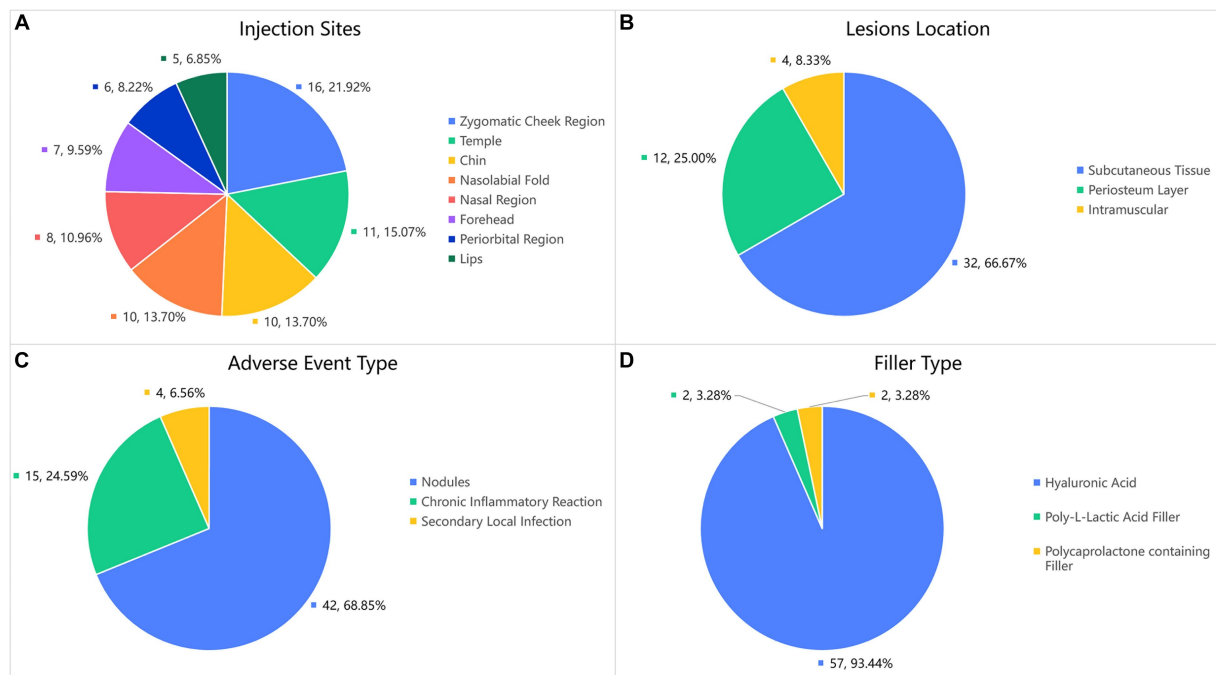 A
Injection Sites
5, 6.85%
6, 8.22%
16, 21.92%
7, 9.59%
8, 10.96%
11, 15.07%
10, 13.70%
10, 13.70%
Zygomatic Cheek Region
Temple
Chin
Nasolabial Fold
Nasal Region
Forehead
Periorbital Region
Lips
B
Lesions Location
4, 8.33%
12, 25.00%
32, 66.67%
Subcutaneous Tissue
Periosteum Layer
Intramuscular
C
Adverse Event Type
4, 6.56%
15, 24.59%
42, 68.85%
Nodules
Chronic Inflammatory Reaction
Secondary Local Infection
D
Filler Type
2, 3.28%
2, 3.28%
57, 93.44%
Hyaluronic Acid
Poly-L-Lactic Acid Filler
Polycaprolactone containing
Filler